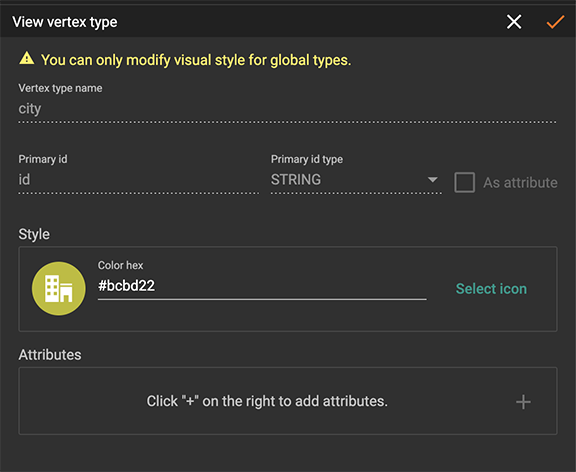 View vertex type
You can only modify visual style for global types.
Vertex type name
city
Primary id
Primary id type
id
STRING
As attribute
Style
Color hex
#bcbd22
Select icon
Attributes
Click "+" on the right to add attributes.